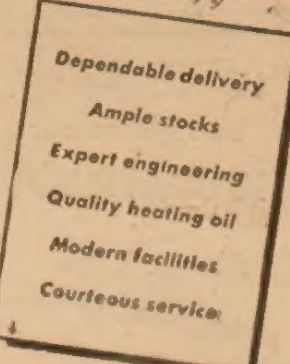 Dependable delivery
Ample stocks
Expert engineering
Quality heating oil
Modern facilities
Courteous service